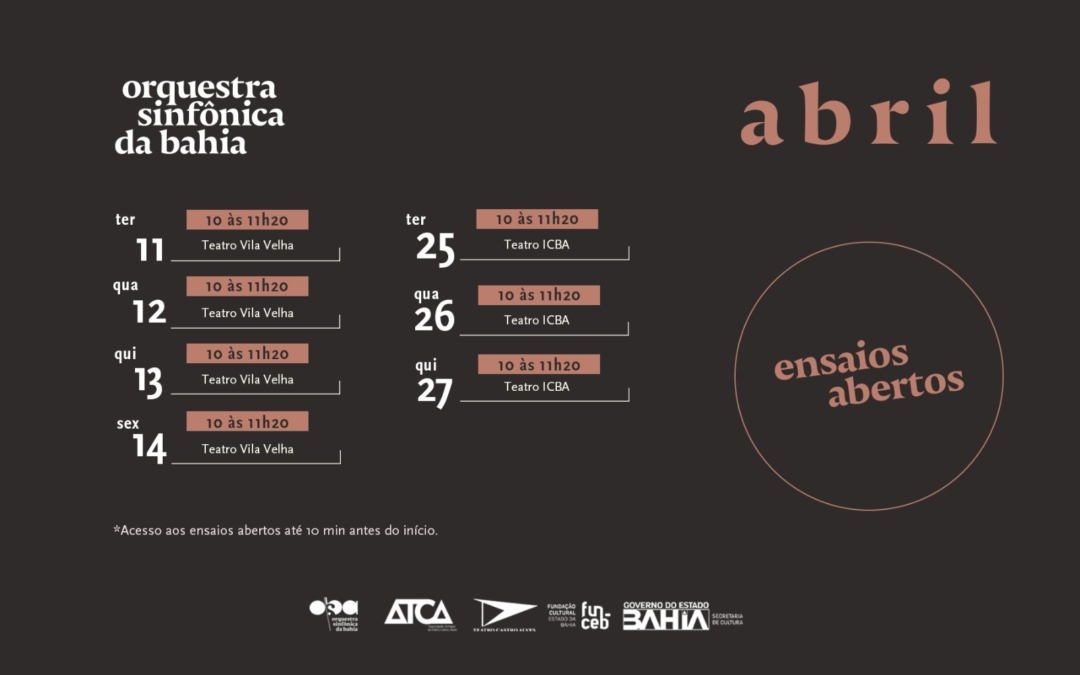 orquestra
sinfônica
da bahia
abril
ter
11
10 às 11h20
Teatro Vila Velha
qua
12
10 às 11h20
Teatro Vila Velha
qui
13
10 às 11h20
Teatro Vila Velha
sex
14
10 às 11h20
Teatro Vila Velha
ter
25
10 às 11h20
Teatro ICBA
qua
26
10 às 11h20
Teatro ICBA
qui
27
10 às 11h20
Teatro ICBA
ensaios
abertos
*Acesso aos ensaios abertos até 10 min antes do início.
orquestra
sinfônica
da bahia
ATCA
TEATRO CASTRO ALVES
FUNDAÇÃO
CULTURAL
ESTADO DA
BAHIA
fun-
ceb
GOVERNO DO ESTADO
BAHIA
SECRETARIA
DE CULTURA